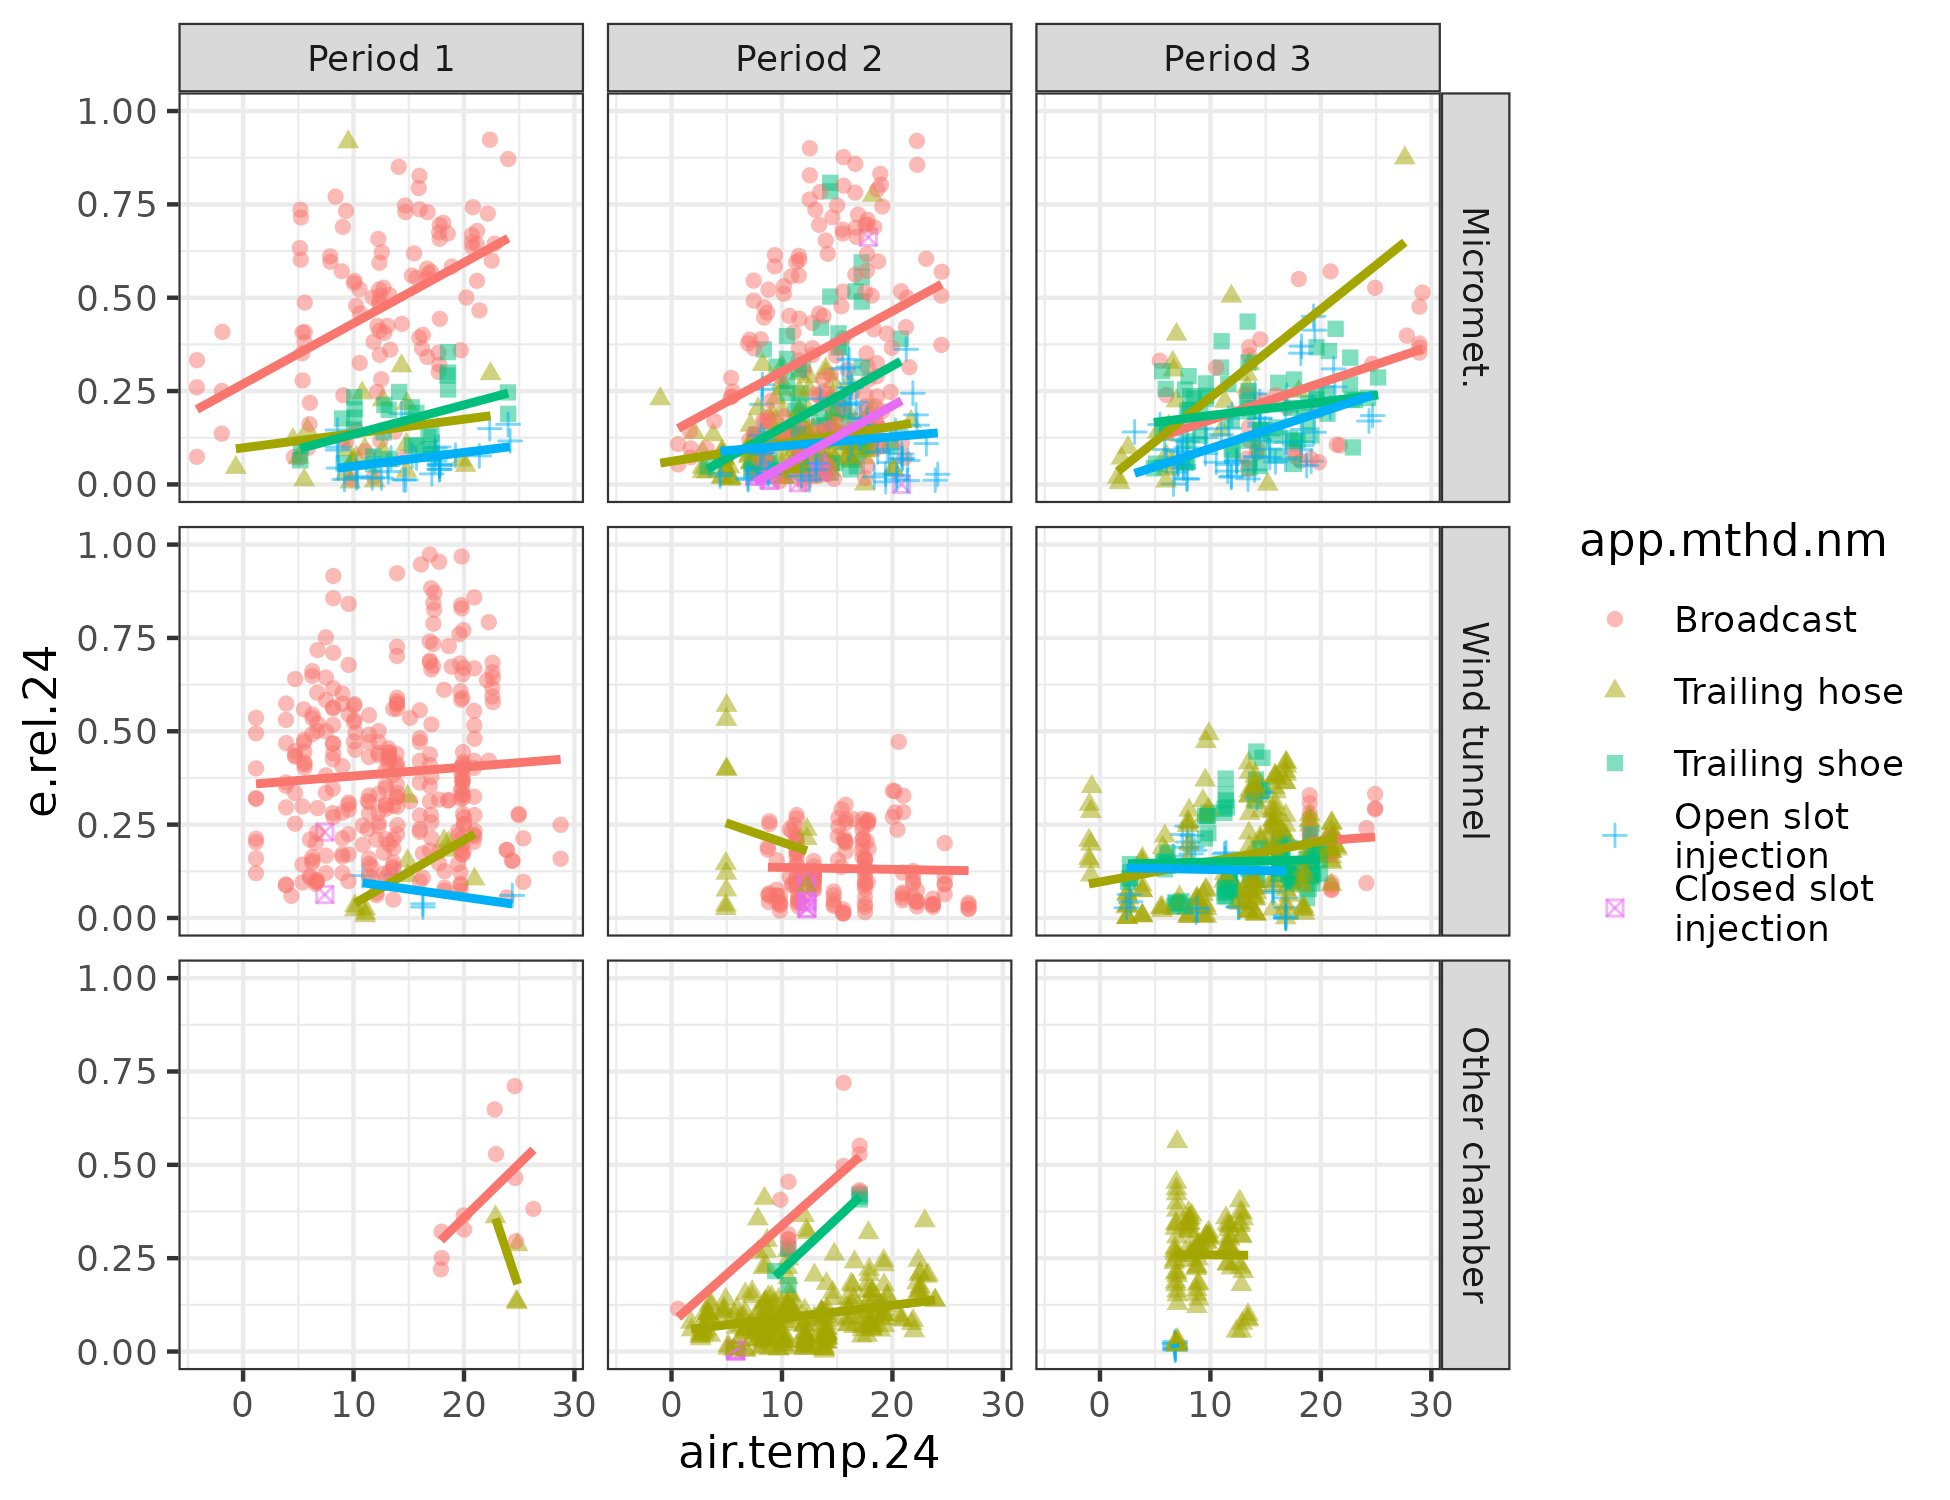 Period 1
Period 2
Period 3
1.00
0.75
0.50
0.25
0.00
Micromet.
1.00
0.75
0.50
0.25
0.00
Wind tunnel
1.00
0.75
0.50
0.25
0.00
Other chamber
0 10 20 30
0 10 20 30
0 10 20 30
air.temp.24
e.rel.24
app.mthd.nm
Broadcast
Trailing hose
Trailing shoe
Open slot
injection
Closed slot
injection